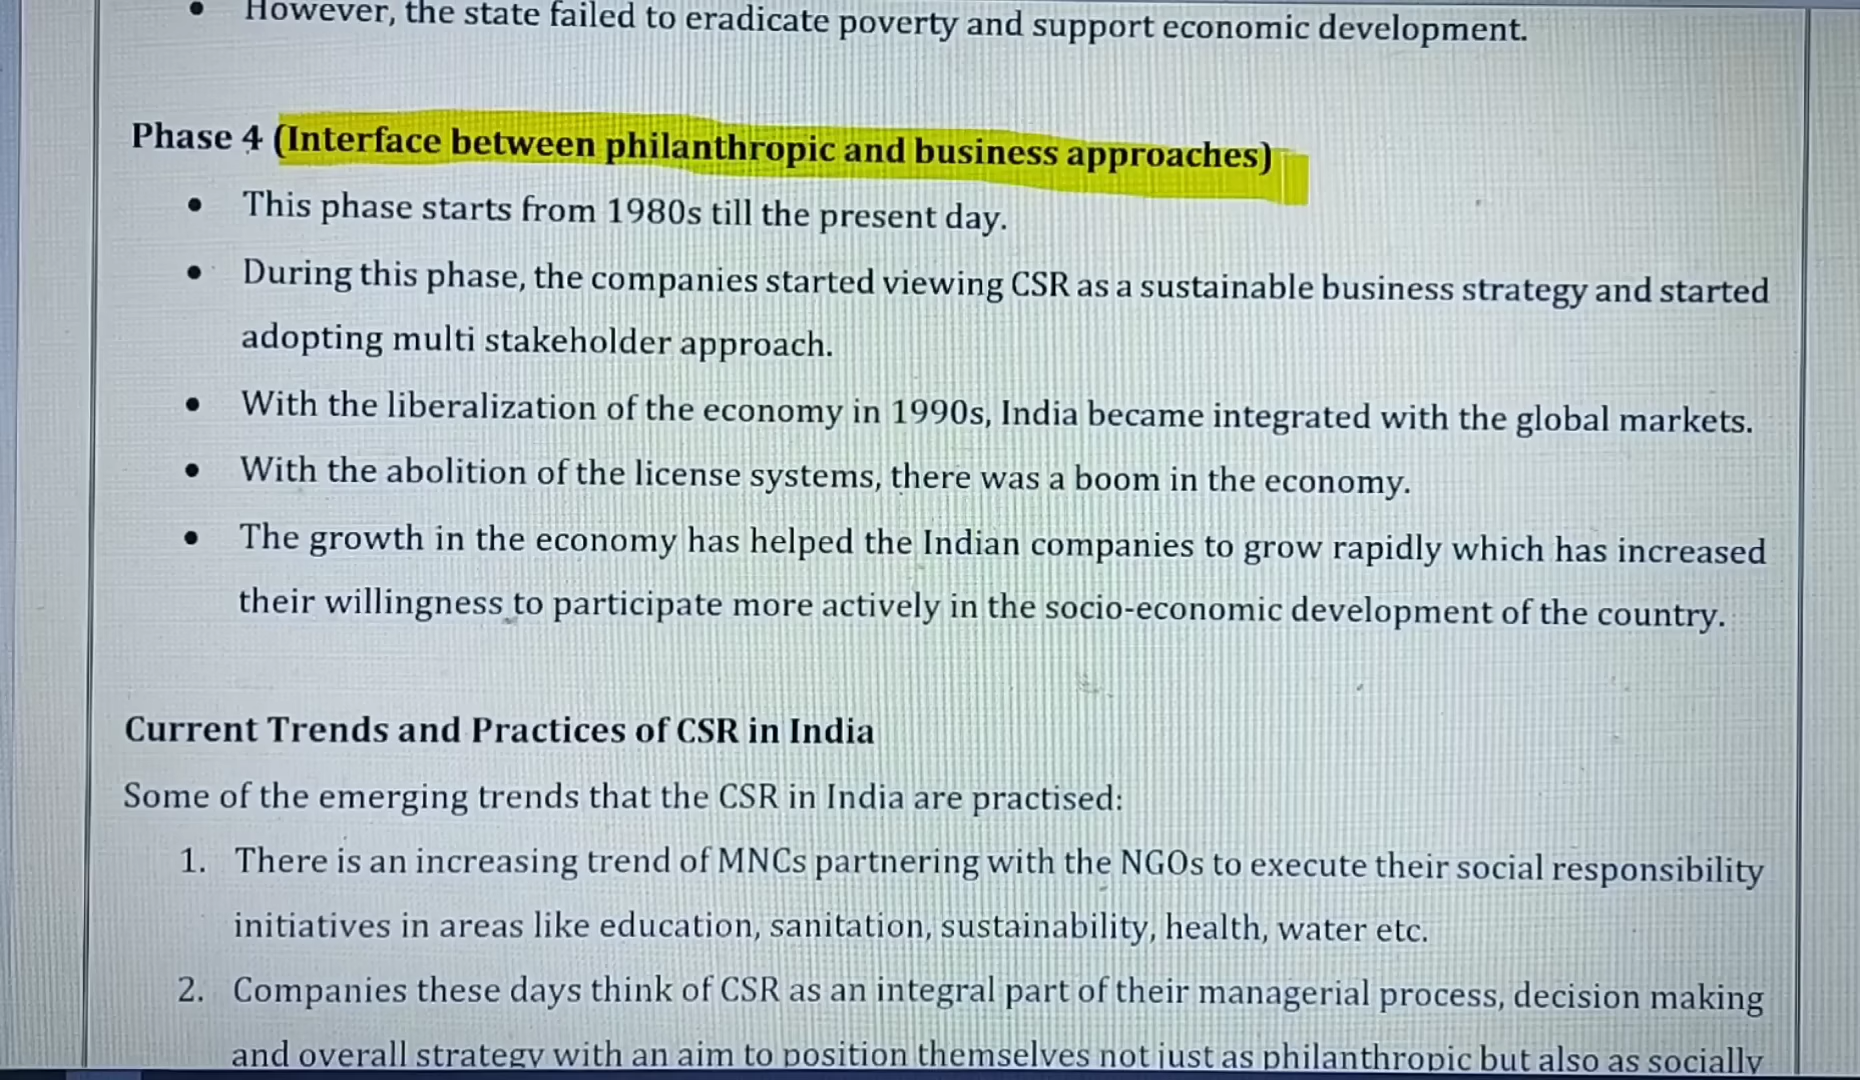 However, the state failed to eradicate poverty and support economic development.
Phase 4 (Interface between philanthropic and business approaches)
This phase starts from 1980s till the present day.
During this phase, the companies started viewing CSR as a sustainable business strategy and started
adopting multi stakeholder approach.
With the liberalization of the economy in 1990s, India became integrated with the global markets.
With the abolition of the license systems, there was a boom in the economy.
The growth in the economy has helped the Indian companies to grow rapidly which has increased
their willingness to participate more actively in the socio-economic development of the country.
Current Trends and Practices of CSR in India
Some of the emerging trends that the CSR in India are practised:
1. There is an increasing trend of MNCs partnering with the NGOs to execute their social responsibility
initiatives in areas like education, sanitation, sustainability, health, water etc.
2. Companies these days think of CSR as an integral part of their managerial process, decision making
and overall strategy with an aim to position themselves not just as philanthropic but also as socially